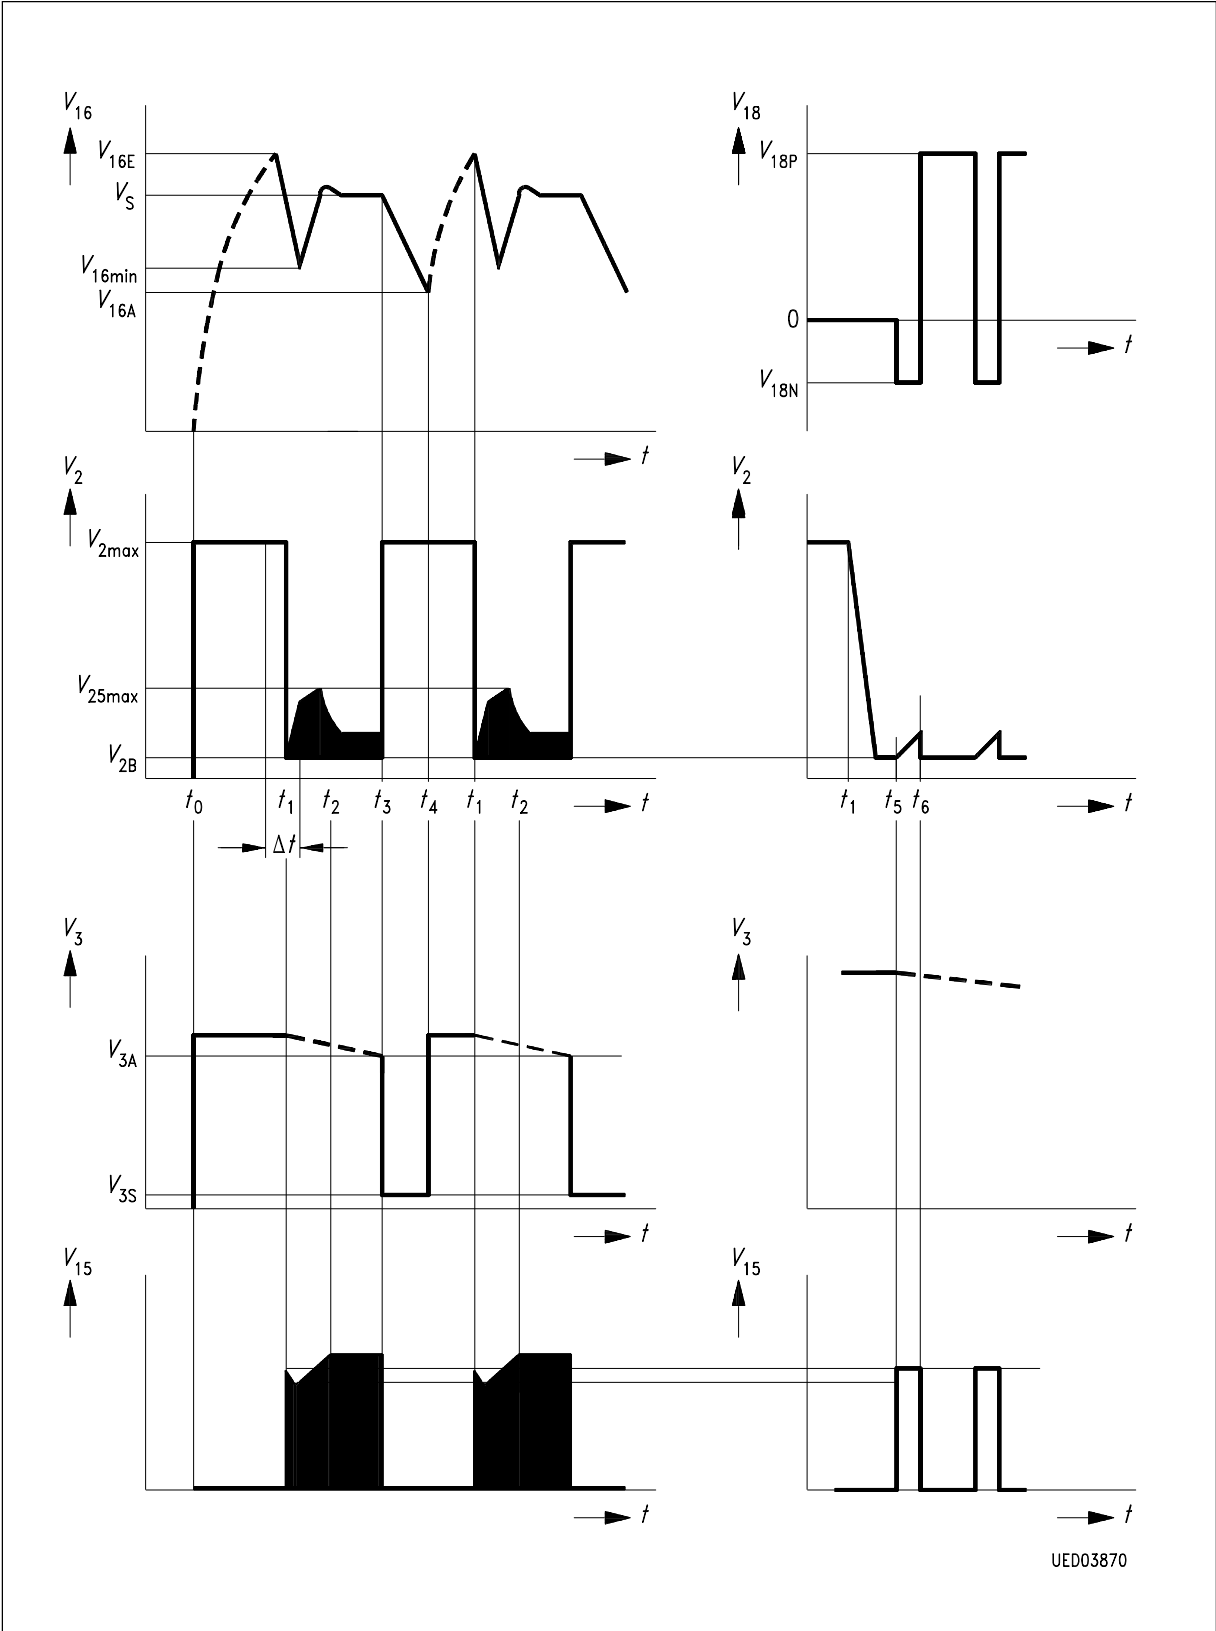 V16
V16E
VS
V16min
V16A
t
V18
V18P
0
V18N
t
V2
V2max
V25max
V2B
t0 t1 t2 t3 t4 t1 t2 t
Δt
V2
t1 t5 t6 t
V3
V3A
V3S
t
V3
t
V15
t
V15
t
UED03870